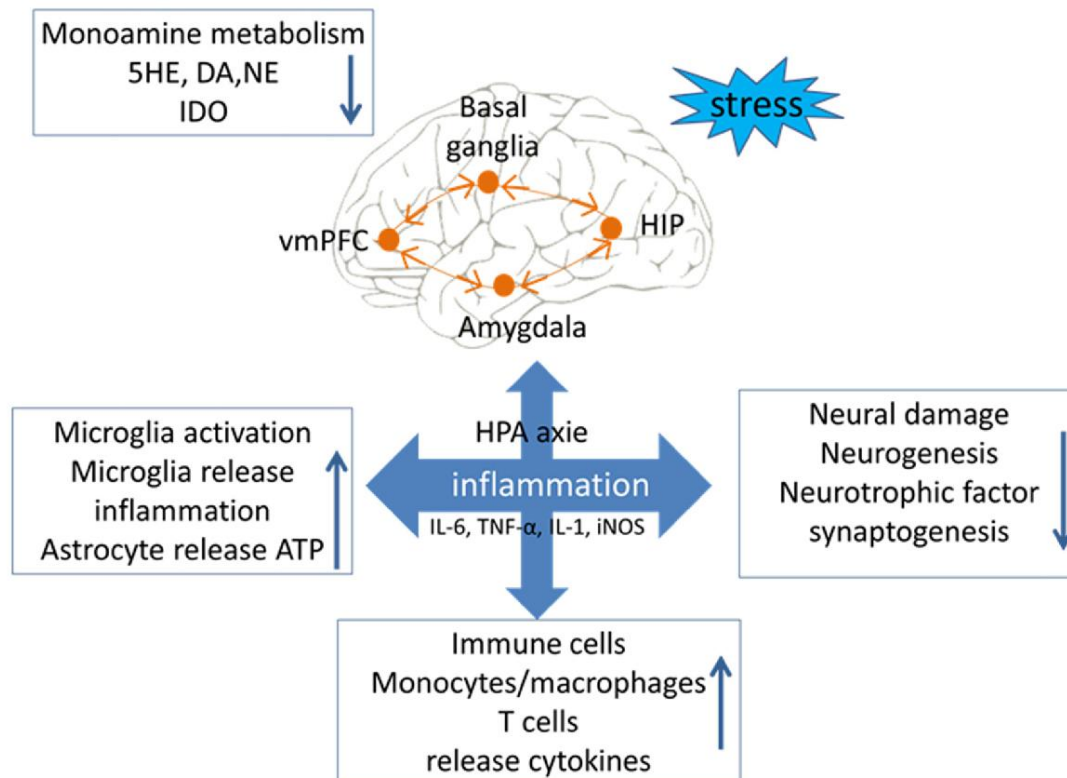 Monoamine metabolism
5HE, DA,NE
IDO
stress
Basal
ganglia
vmPFC
HIP
Amygdala
Microglia activation
Microglia release
inflammation
Astrocyte release ATP
HPA axie
inflammation
IL-6, TNF-α, IL-1, iNOS
Neural damage
Neurogenesis
Neurotrophic factor
synaptogenesis
Immune cells
Monocytes/macrophages
T cells
release cytokines